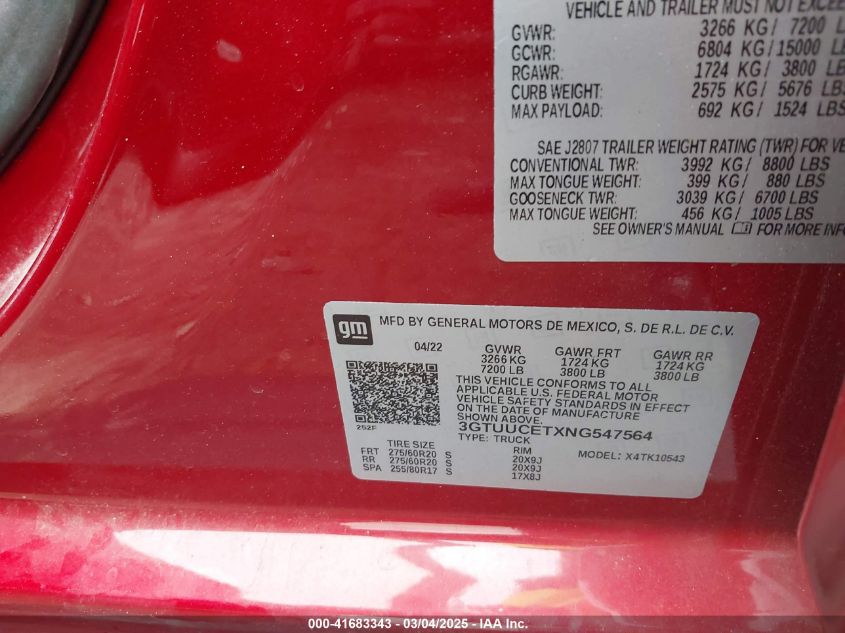 VEHICLE AND TRAILER MUST NOT EXCEED
GVWR: 3266 KG/ 7200 L
GCWR: 6804 KG/ 15000 LB
RGAWR: 1724 KG/ 3800 LB
CURB WEIGHT: 2575 KG/ 5676 LBS
MAX PAYLOAD: 692 KG/ 1524 LBS
SAE J2807 TRAILER WEIGHT RATING (TWR) FOR VE
CONVENTIONAL TWR: 3992 KG/ 8800 LBS
MAX TONGUE WEIGHT: 399 KG/ 880 LBS
GOOSENECK TWR: 3039 KG/ 6700 LBS
MAX TONGUE WEIGHT: 456 KG/ 1005 LBS
SEE OWNER'S MANUAL FOR MORE INFO
gm MFD BY GENERAL MOTORS DE MEXICO, S. DE R.L. DE C.V.
04/22 GVWR GAWR FRT GAWR RR
3266 KG 1724 KG 1724 KG
7200 LB 3800 LB 3800 LB
THIS VEHICLE CONFORMS TO ALL
APPLICABLE U.S. FEDERAL MOTOR
VEHICLE SAFETY STANDARDS IN EFFECT
ON THE DATE OF MANUFACTURE
SHOWN ABOVE.
252F 3GTUUCETXNG547564
TYPE: TRUCK MODEL: X4TK10543
TIRE SIZE RIM
FRT 275/60R20 S 20X9J
RR 275/60R20 S 20X9J
SPA 255/80R17 S 17X8J
000-41683343 - 03/04/2025 - IAA Vehicle Services